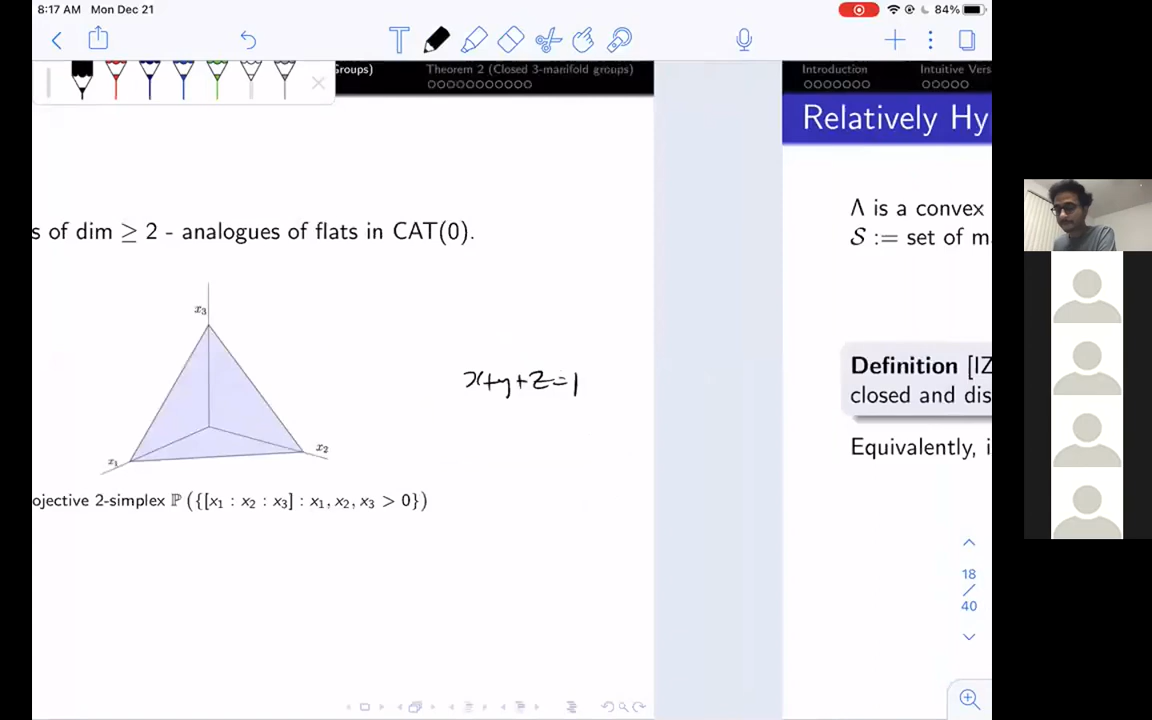 8:17 AM Mon Dec 21
84%
Groups)
Theorem 2 (Closed 3-manifold groups)
Introduction
Intuitive Vers
Relatively Hy
s of dim ≥ 2 - analogues of flats in CAT(0).
x3
x1
x2
x+y+z=1
ojective 2-simplex ℙ ({[x1 : x2 : x3] : x1, x2, x3 > 0})
Λ is a convex
𝒮 := set of m
Definition [IZ
closed and dis
Equivalently, i
18
/
40